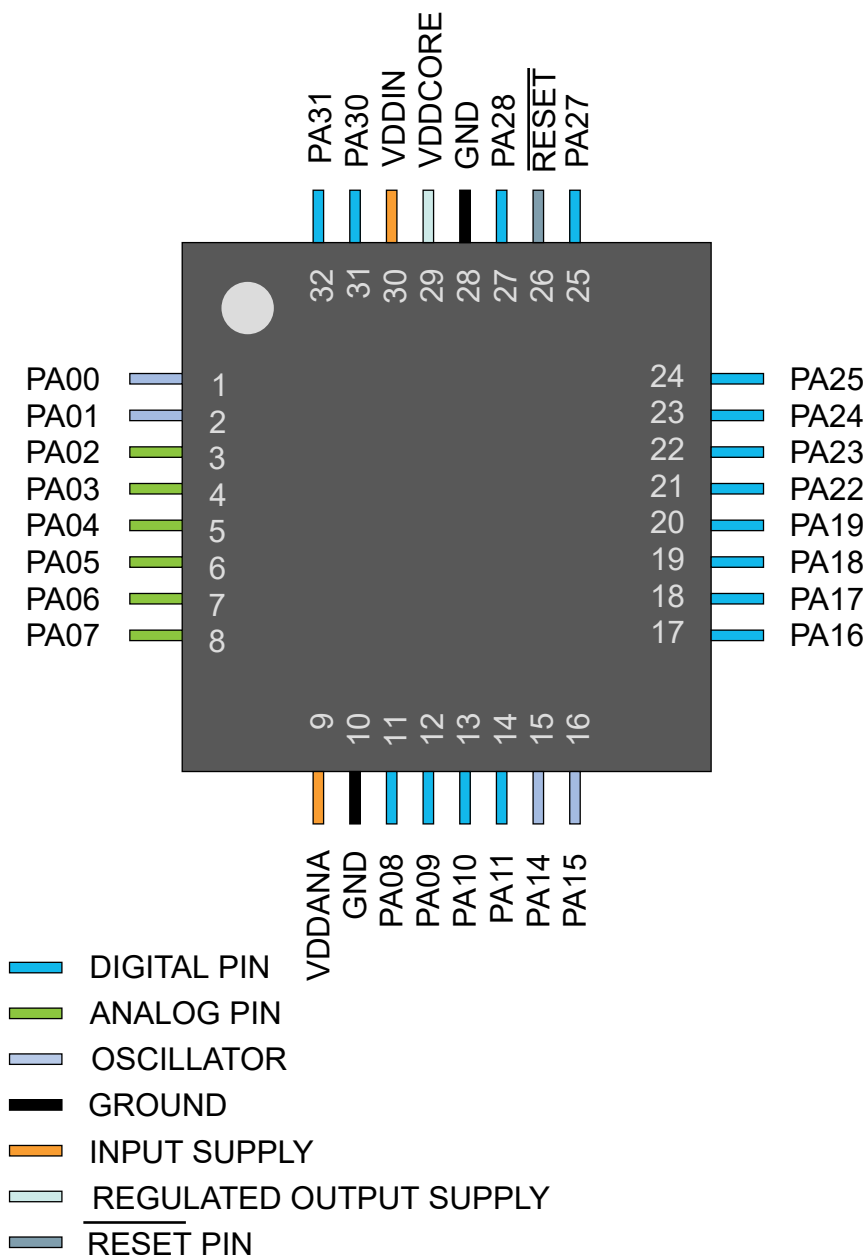 PA31
PA30
VDDIN
VDDCORE
GND
PA28
RESET
PA27
32
31
30
29
28
27
26
25
PA00
1
PA01
2
PA02
3
PA03
4
PA04
5
PA05
6
PA06
7
PA07
8
24
PA25
23
PA24
22
PA23
21
PA22
20
PA19
19
PA18
18
PA17
17
PA16
9
10
11
12
13
14
15
16
VDDANA
GND
PA08
PA09
PA10
PA11
PA14
PA15
DIGITAL PIN
ANALOG PIN
OSCILLATOR
GROUND
INPUT SUPPLY
REGULATED OUTPUT SUPPLY
RESET PIN